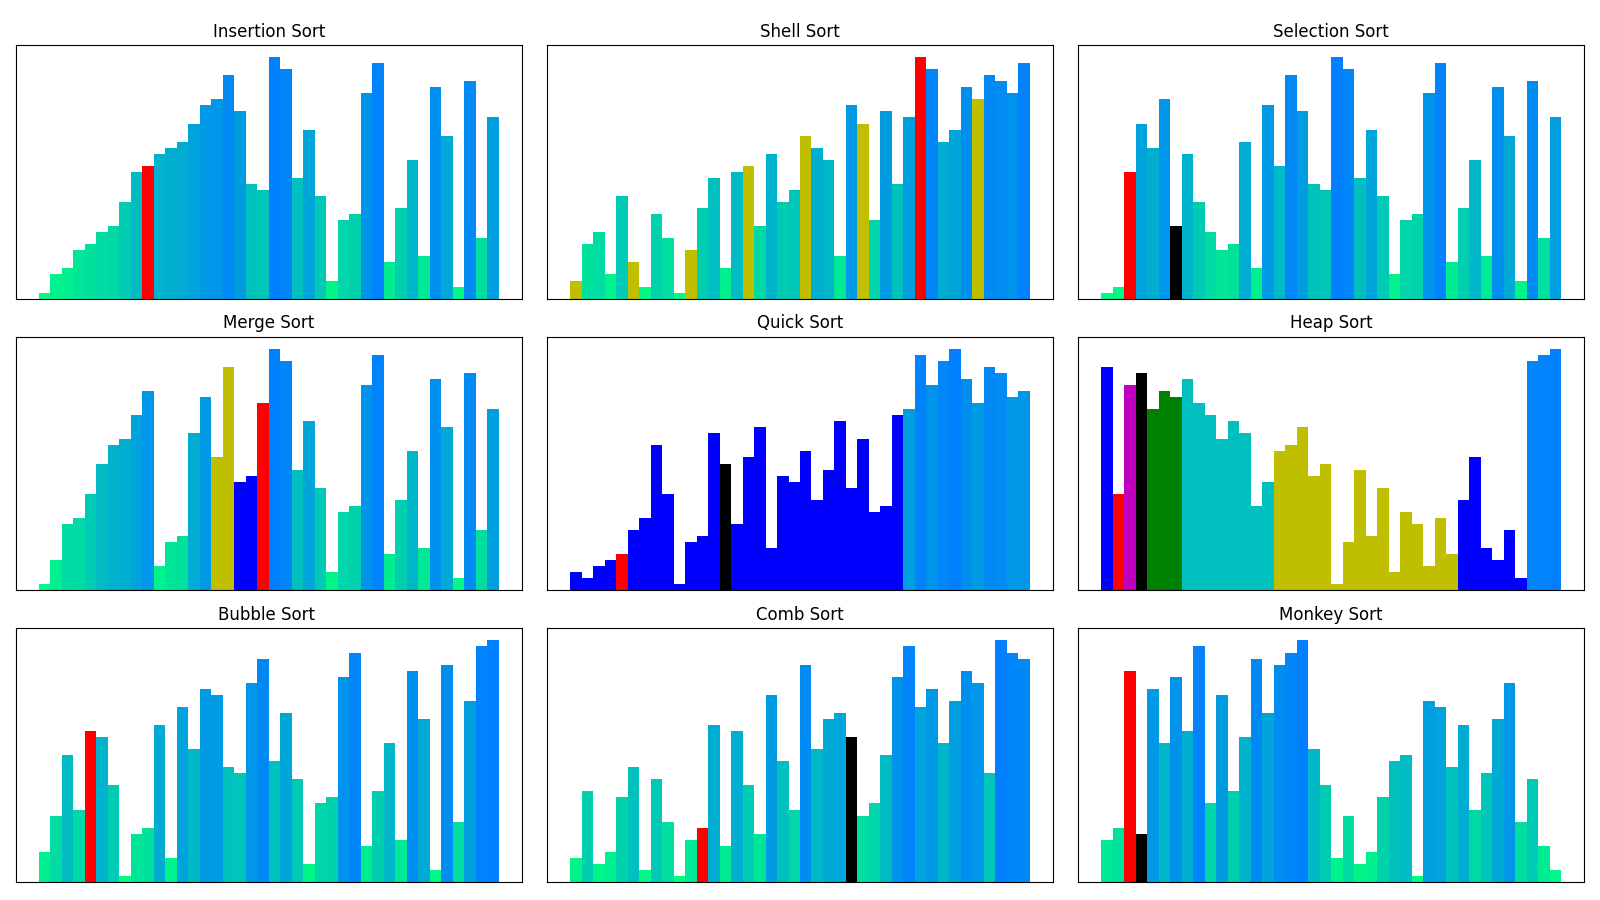 Insertion Sort
Shell Sort
Selection Sort
Merge Sort
Quick Sort
Heap Sort
Bubble Sort
Comb Sort
Monkey Sort